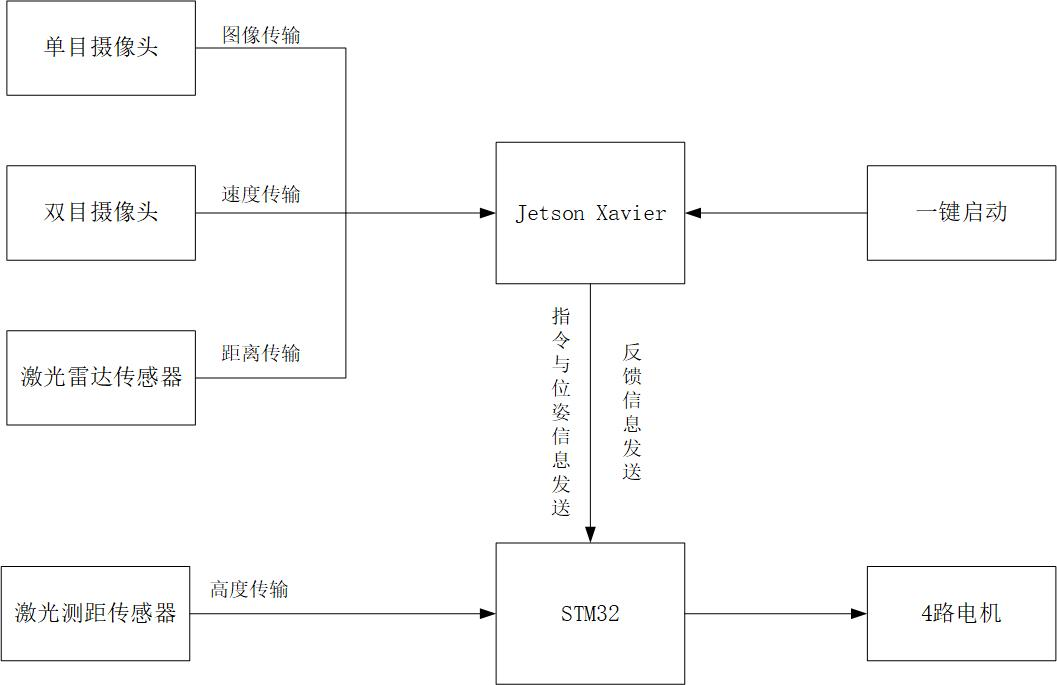 单目摄像头
图像传输
双目摄像头
速度传输
Jetson Xavier
一键启动
激光雷达传感器
距离传输
指令与位姿信息发送
反馈信息发送
激光测距传感器
高度传输
STM32
4路电机